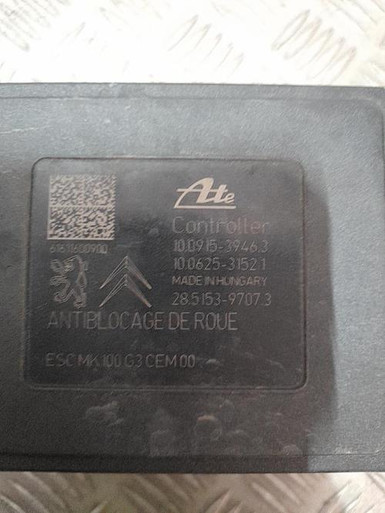 Ate
Controller
10.0915-3946.3
10.0625-3152.1
MADE IN HUNGARY
28.5153-9707.3
ANTIBLOCAGE DE ROUE
ESC MK 100 G3 CEM 00